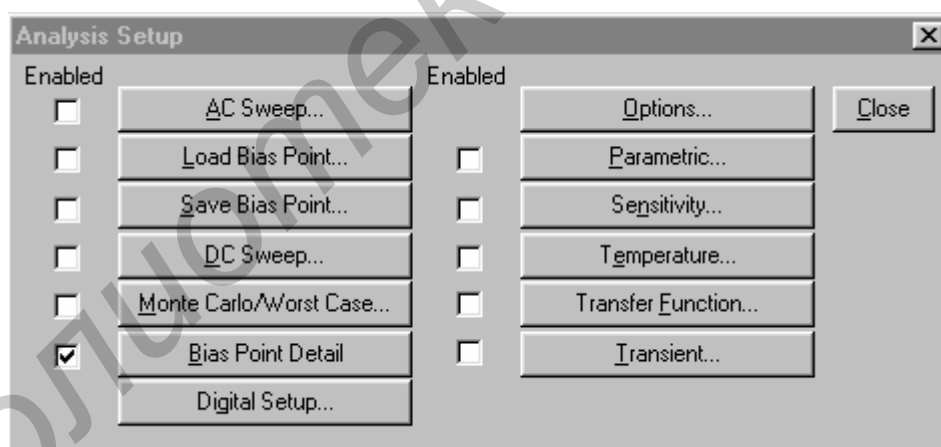 Analysis Setup
Enabled
AC Sweep...
Load Bias Point...
Save Bias Point...
DC Sweep...
Monte Carlo/Worst Case...
Bias Point Detail
Digital Setup...
Enabled
Options...
Parametric...
Sensitivity...
Temperature...
Transfer Function...
Transient...
Close